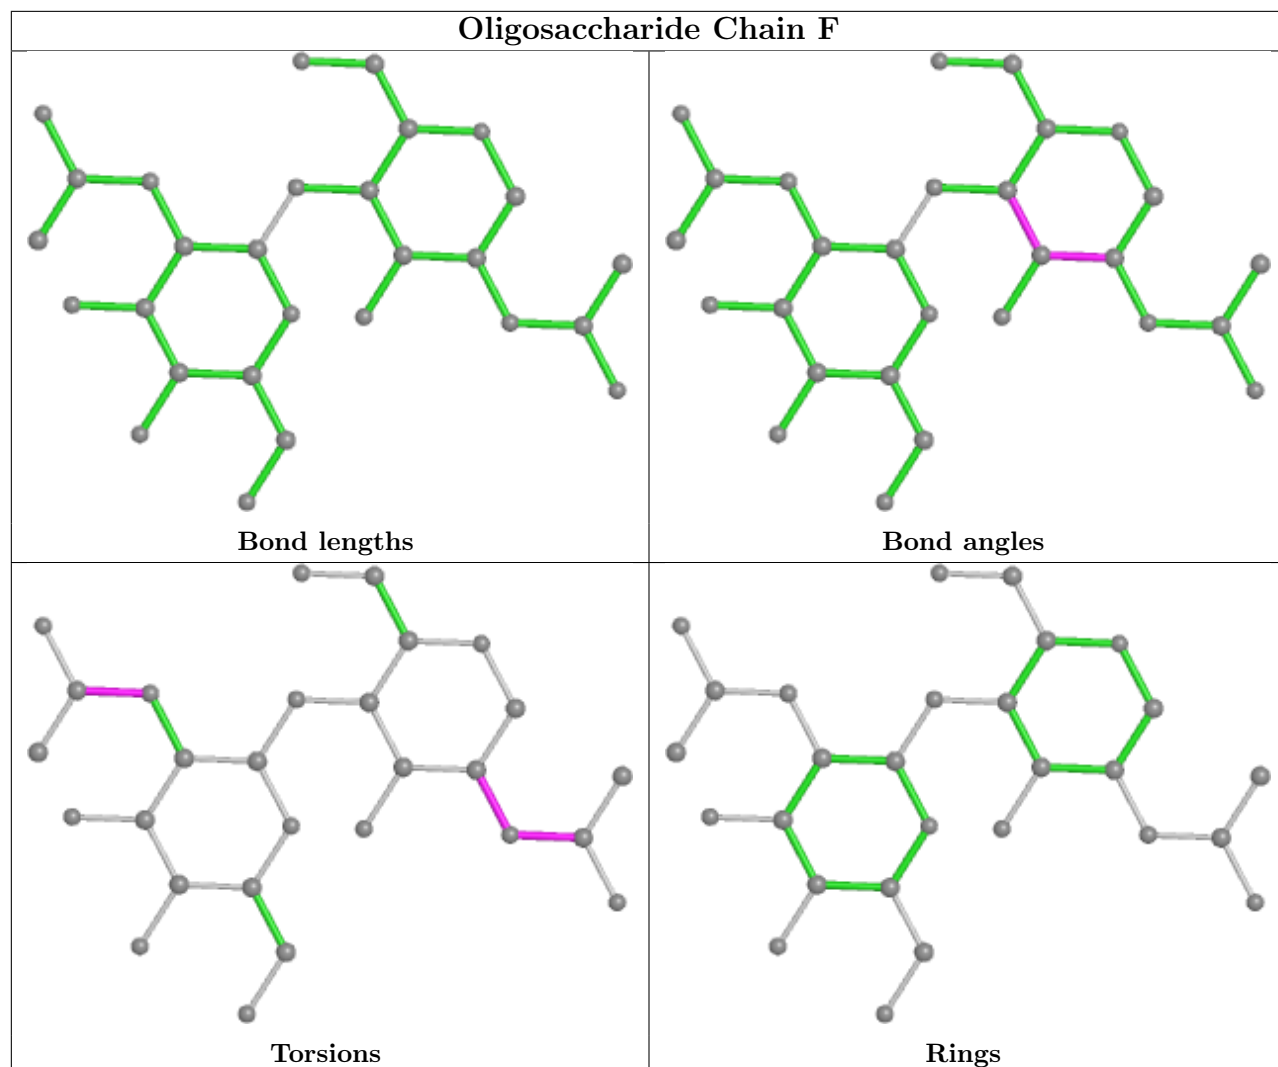 Oligosaccharide Chain F
Bond lengths
Bond angles
Torsions
Rings